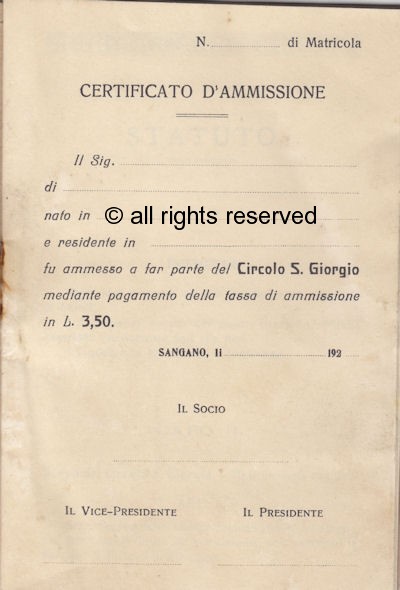 N. di Matricola
CERTIFICATO D'AMMISSIONE
Il Sig.
di
nato in
© all rights reserved
e residente in
fu ammesso a far parte del Circolo S. Giorgio
mediante pagamento della tassa di ammissione
in L. 3,50.
SANGANO, li 192
IL SOCIO
IL VICE-PRESIDENTE IL PRESIDENTE